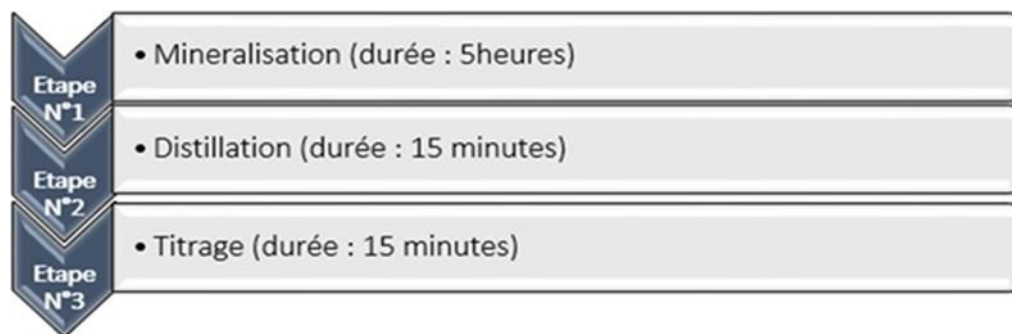 Etape
N°1
• Mineralisation (durée : 5heures)
Etape
N°2
• Distillation (durée : 15 minutes)
Etape
N°3
• Titrage (durée : 15 minutes)